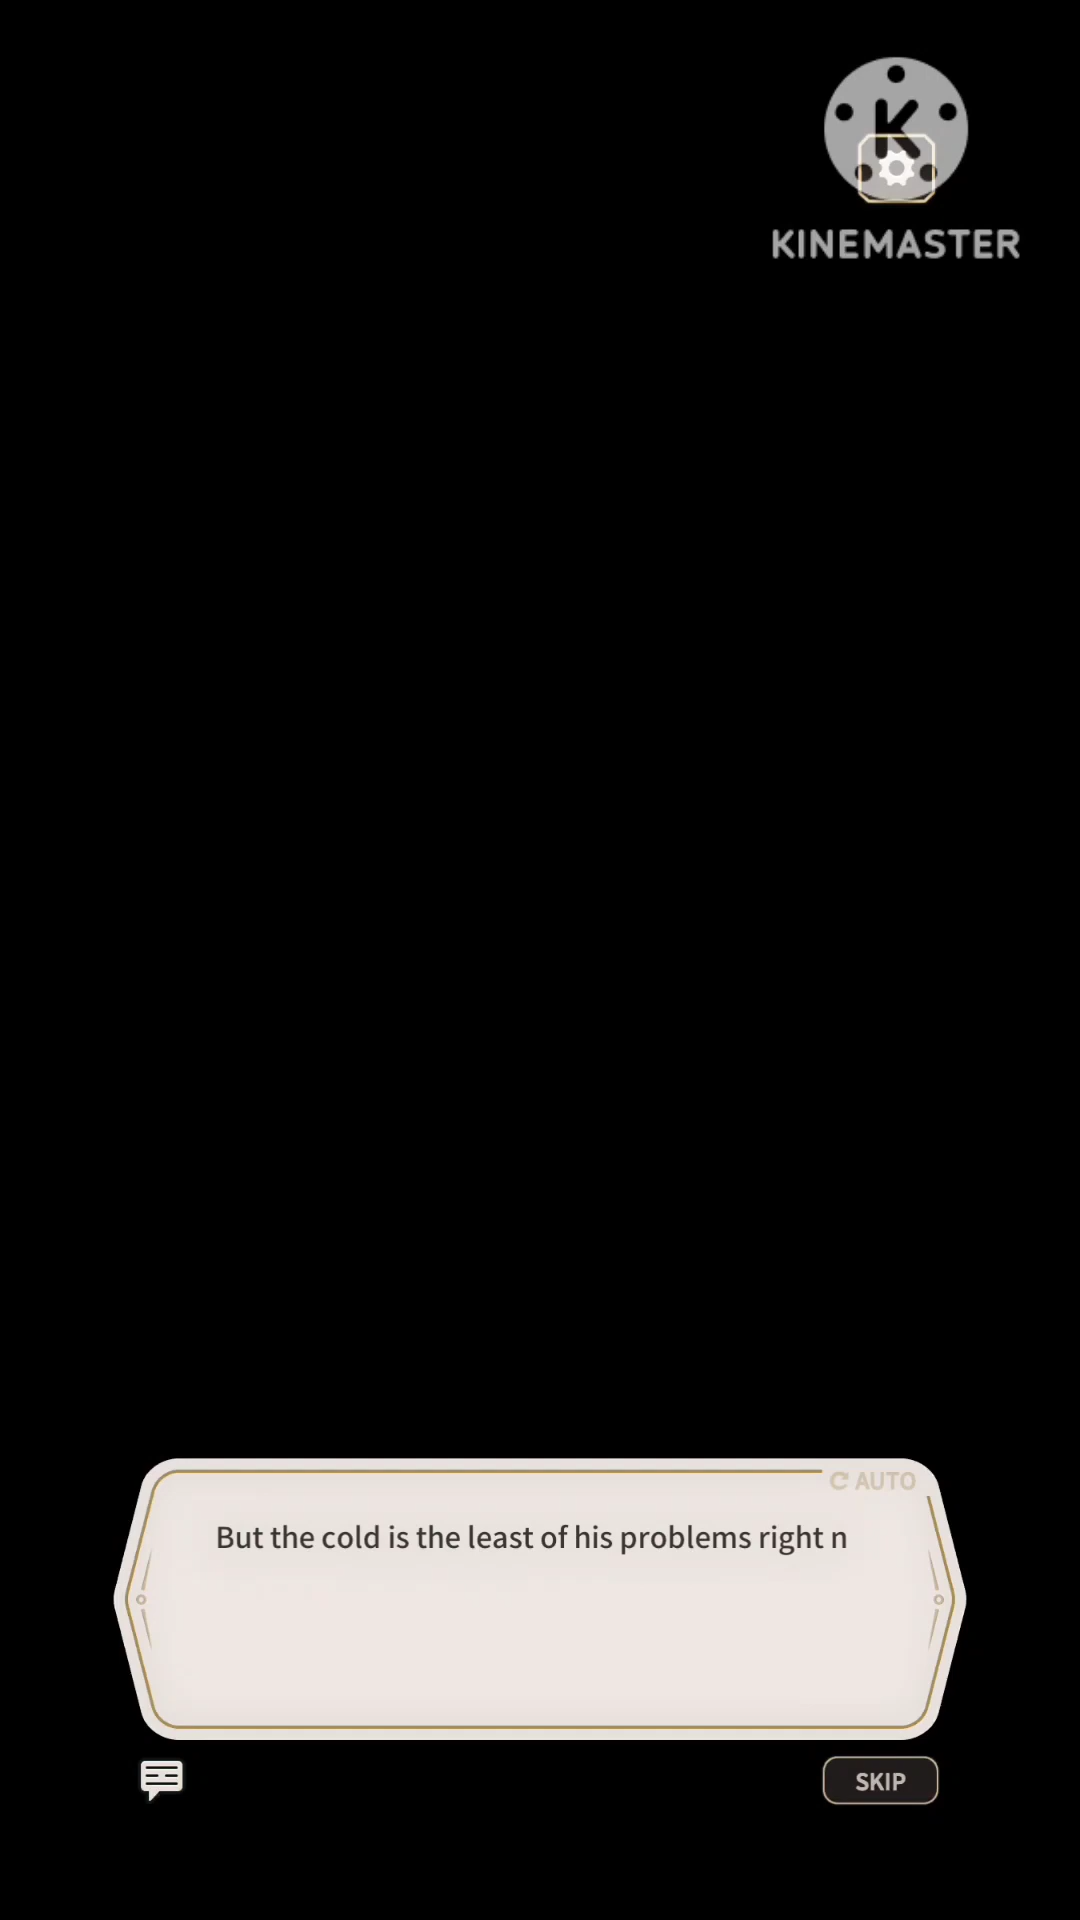 K
KINEMASTER
AUTO
But the cold is the least of his problems right n
SKIP